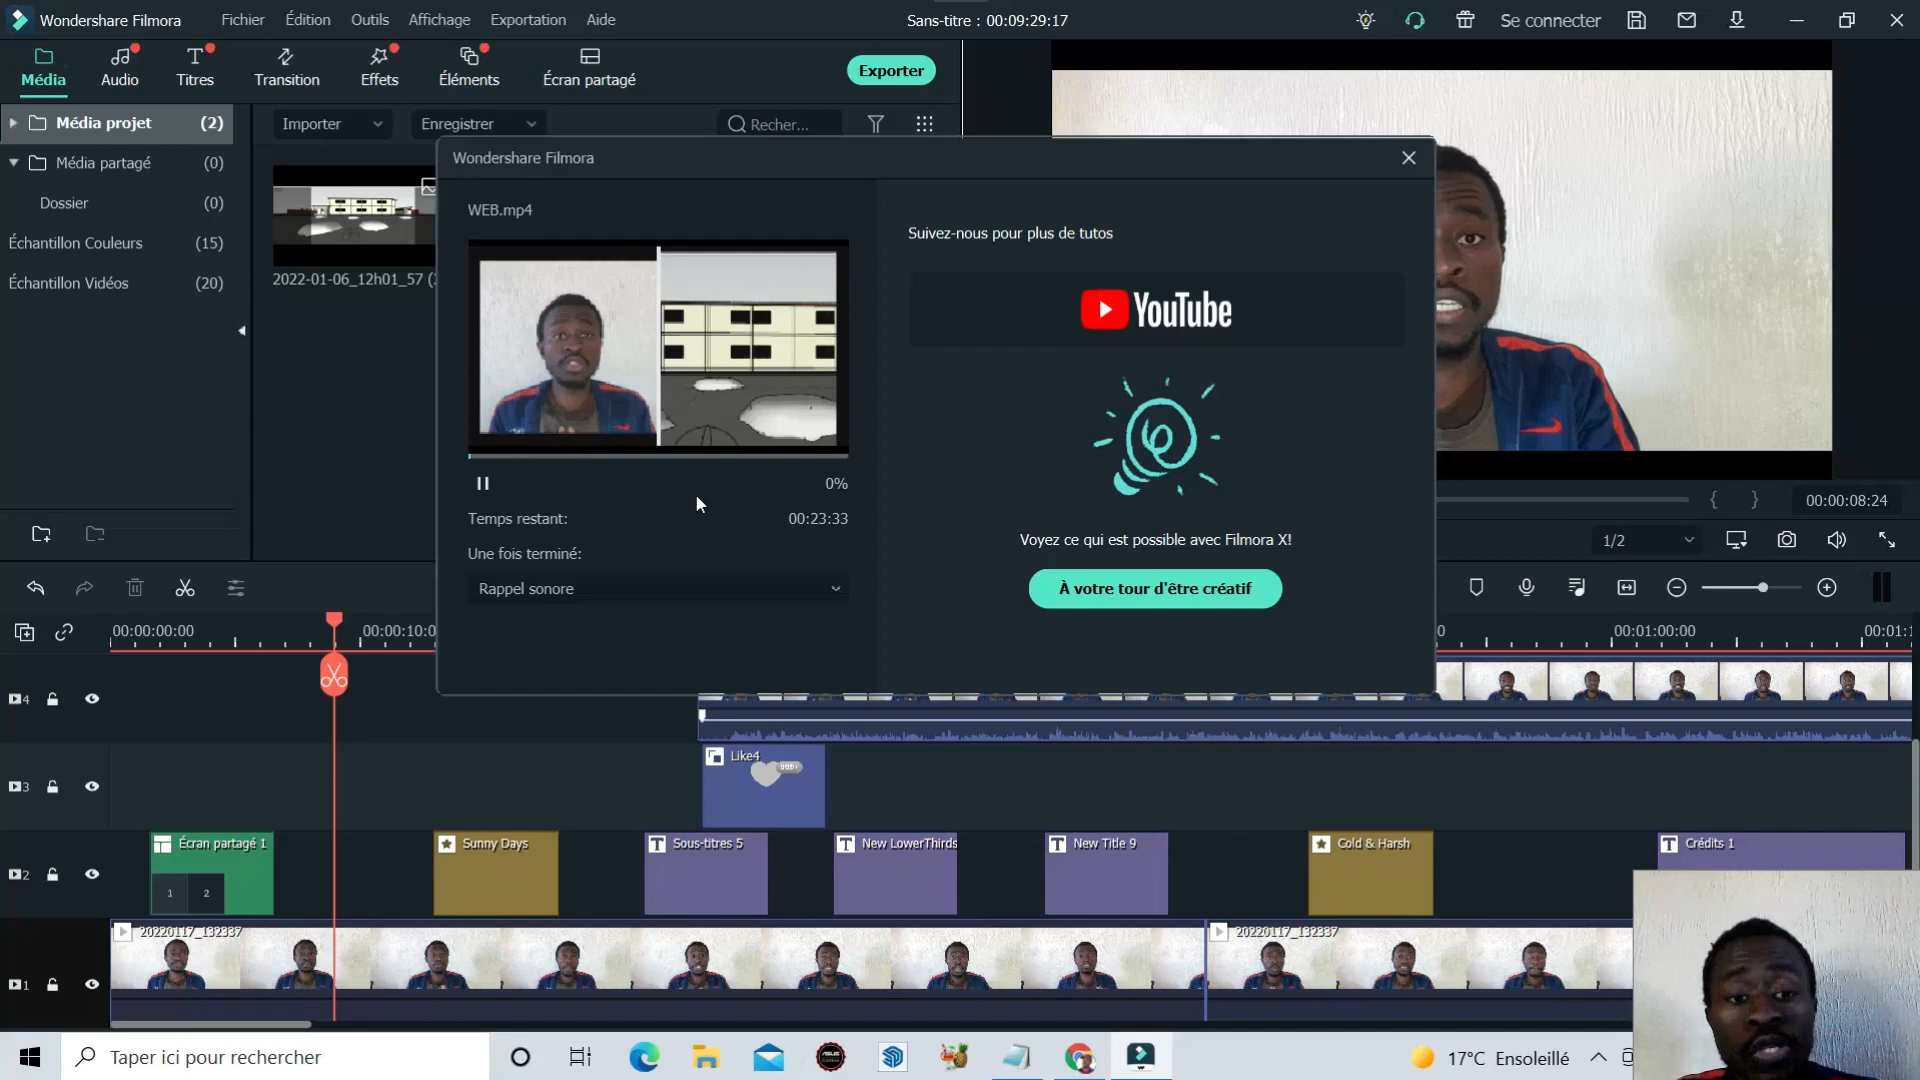 Wondershare Filmora
Fichier
Édition
Outils
Affichage
Exportation
Aide
Sans-titre : 00:09:29:17
Se connecter
Média
Audio
Titres
Transition
Effets
Éléments
Écran partagé
Exporter
Média projet (2)
Média partagé (0)
Dossier (0)
Échantillon Couleurs (15)
Échantillon Vidéos (20)
Importer
Enregistrer
Recher...
2022-01-06_12h01_57
Wondershare Filmora
WEB.mp4
0%
Temps restant: 00:23:33
Une fois terminé:
Rappel sonore
Suivez-nous pour plus de tutos
YouTube
Voyez ce qui est possible avec Filmora X!
À votre tour d'être créatif
00:00:08:24
1/2
00:00:00:00
00:00:10:0
0
00:01:00:00
00:01:1
4
3
2
1
Like4
999+
Écran partagé 1
1 2
Sunny Days
Sous-titres 5
New LowerThirds
New Title 9
Cold & Harsh
Crédits 1
20220117_132337
20220117_132337
Taper ici pour rechercher
17°C Ensoleillé